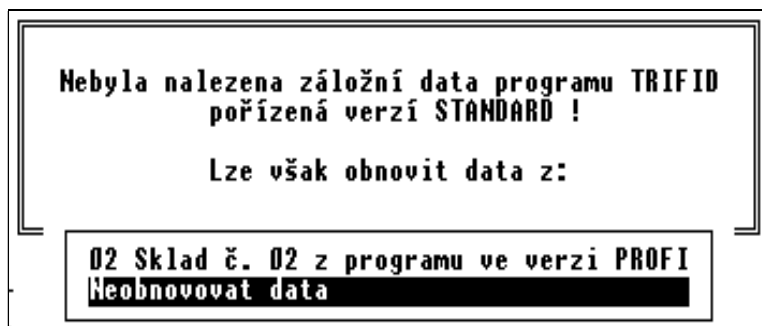 Nebyla nalezena záložní data programu TRIFID
pořízená verzí STANDARD !
Lze však obnovit data z:
02 Sklad č. 02 z programu ve verzi PROFI
Neobnovovat data